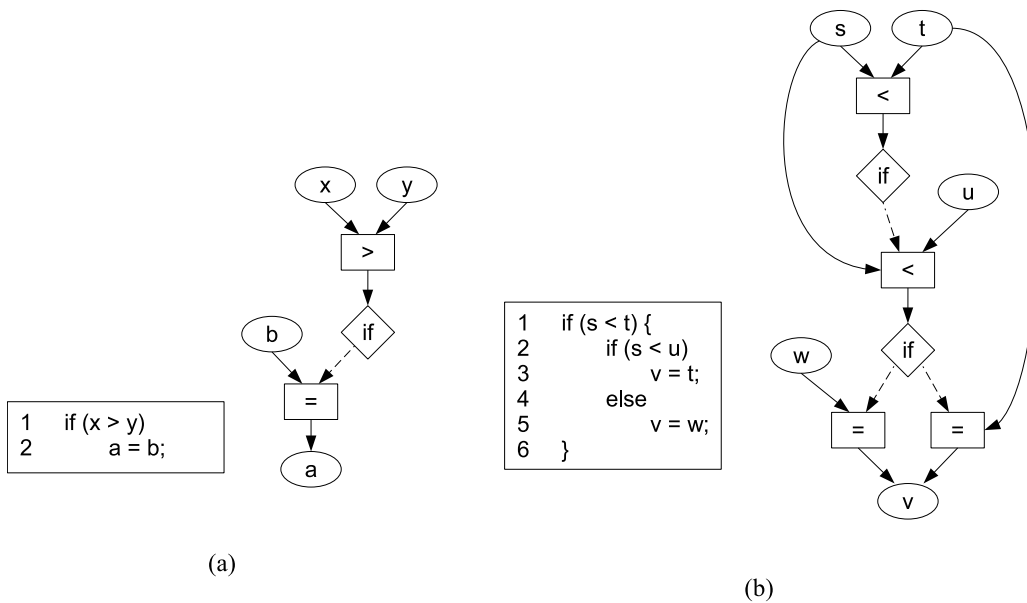 s t
<
if
u
<
if
w
= =
v
x y
>
if
b
=
a
1 if (x > y)
2 a = b;
1 if (s < t) {
2 if (s < u)
3 v = t;
4 else
5 v = w;
6 }
(a)
(b)